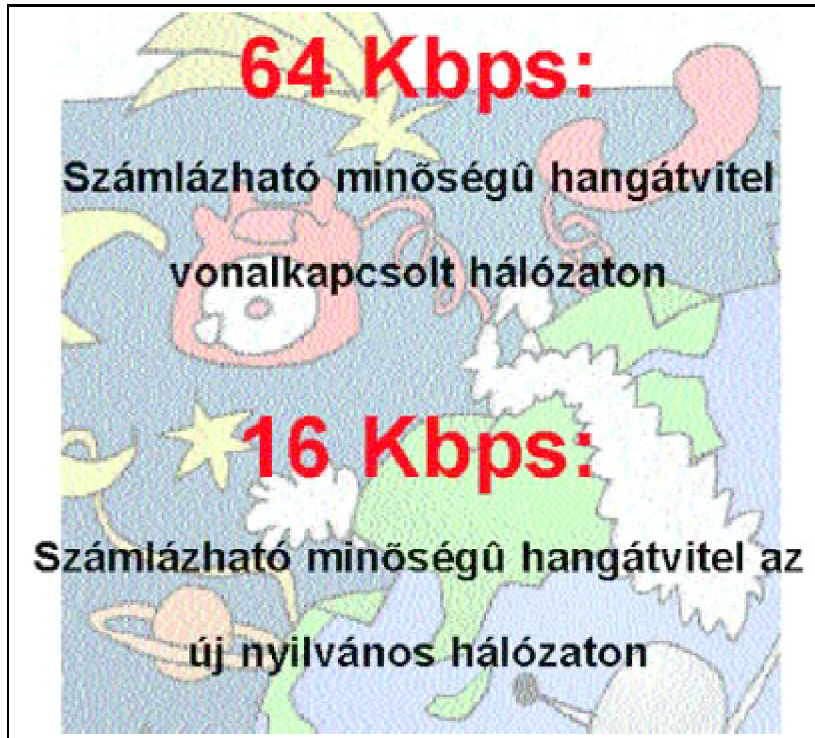 64 Kbps:
Számlázható minõségû hangátvitel
vonalkapcsolt hálózaton
16 Kbps:
Számlázható minõségû hangátvitel az
új nyilvános hálózaton